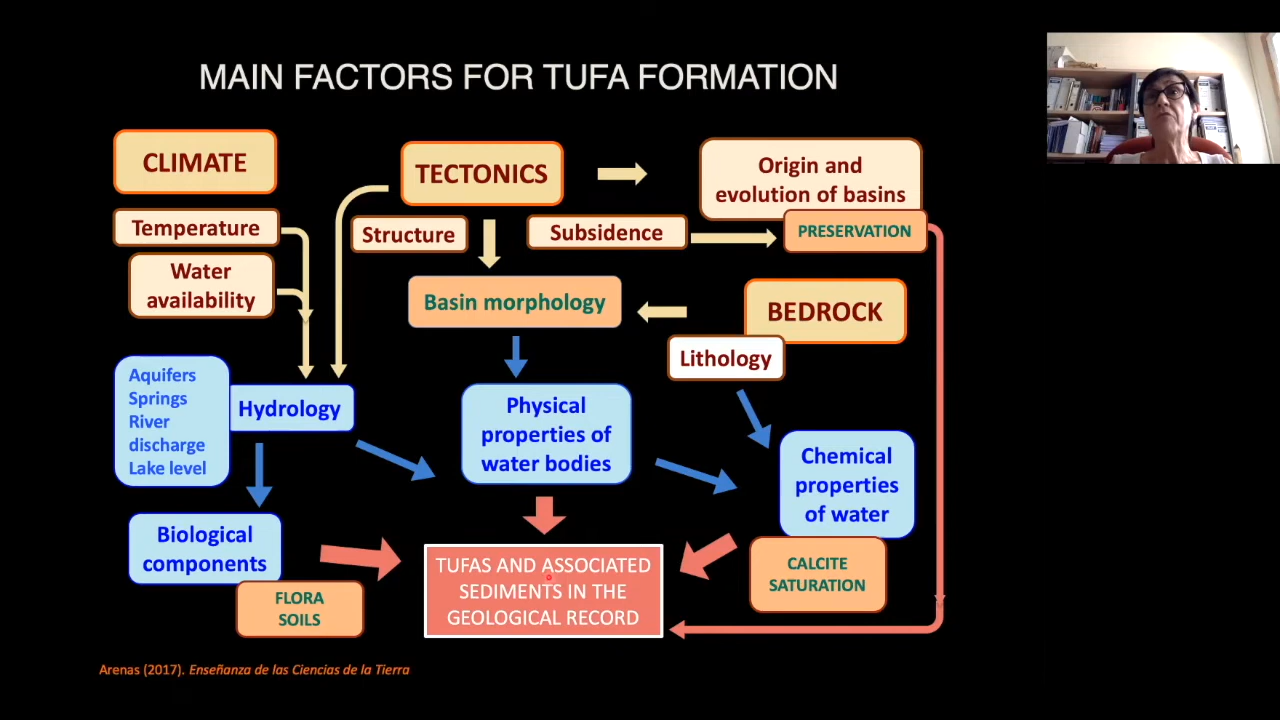 MAIN FACTORS FOR TUFA FORMATION
CLIMATE
Temperature
Water
availability
TECTONICS
Structure
Subsidence
Origin and
evolution of basins
PRESERVATION
Basin morphology
BEDROCK
Lithology
Aquifers
Springs
River
discharge
Lake level
Hydrology
Physical
properties of
water bodies
Chemical
properties
of water
CALCITE
SATURATION
Biological
components
FLORA
SOILS
TUFAS AND ASSOCIATED
SEDIMENTS IN THE
GEOLOGICAL RECORD
Arenas (2017). Enseñanza de las Ciencias de la Tierra